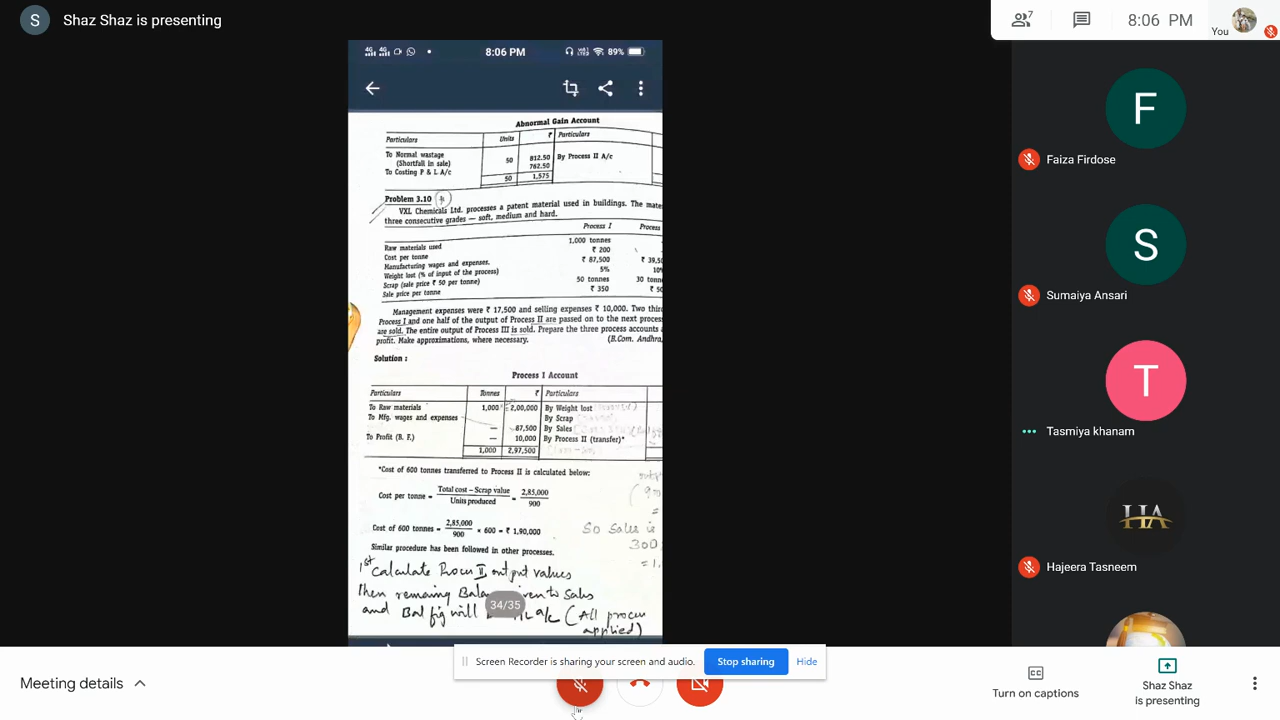 S Shaz Shaz is presenting
7
8:06 PM
You
8:06 PM
89%
Abnormal Gain Account
Particulars Units ₹ Particulars
To Normal wastage
(Shortfall in sale) 50 812.50 By Process II A/c
To Costing P & L A/c 762.50
50 1,575
Problem 3.10
VXL Chemicals Ltd. processes a patent material used in buildings. The mate
three consecutive grades — soft, medium and hard.
Process I Process
Raw materials used 1,000 tonnes
Cost per tonne ₹ 200
Manufacturing wages and expenses. ₹ 87,500 ₹ 39,50
Weight lost (% of input of the process) 5% 10%
Scrap (sale price ₹ 50 per tonne) 50 tonnes 30 tonn
Sale price per tonne ₹ 350 ₹ 50
Management expenses were ₹ 17,500 and selling expenses ₹ 10,000. Two thir
Process I and one half of the output of Process II are passed on to the next proces
are sold. The entire output of Process III is sold. Prepare the three process accounts
profit. Make approximations, where necessary. (B.Com. Andhra,
Solution :
Process I Account
Particulars Tonnes ₹ Particulars
To Raw materials 1,000 2,00,000 By Weight lost
To Mfg. wages and expenses By Scrap
— 87,500 By Sales
To Profit (B. F.) — 10,000 By Process II (transfer)*
1,000 2,97,500
*Cost of 600 tonnes transferred to Process II is calculated below:
Cost per tonne = Total cost – Scrap value / Units produced = 2,85,000 / 900
Cost of 600 tonnes = 2,85,000 / 900 × 600 = ₹ 1,90,000
So Sales is
300
= 1.
Similar procedure has been followed in other processes.
1st Calculate Process II output values
then remaining to Sales
and Bal fig will a/c (All process
applied)
34/35
F
Faiza Firdose
S
Sumaiya Ansari
T
Tasmiya khanam
HA
Hajeera Tasneem
Screen Recorder is sharing your screen and audio. Stop sharing Hide
Meeting details
Turn on captions
Shaz Shaz
is presenting